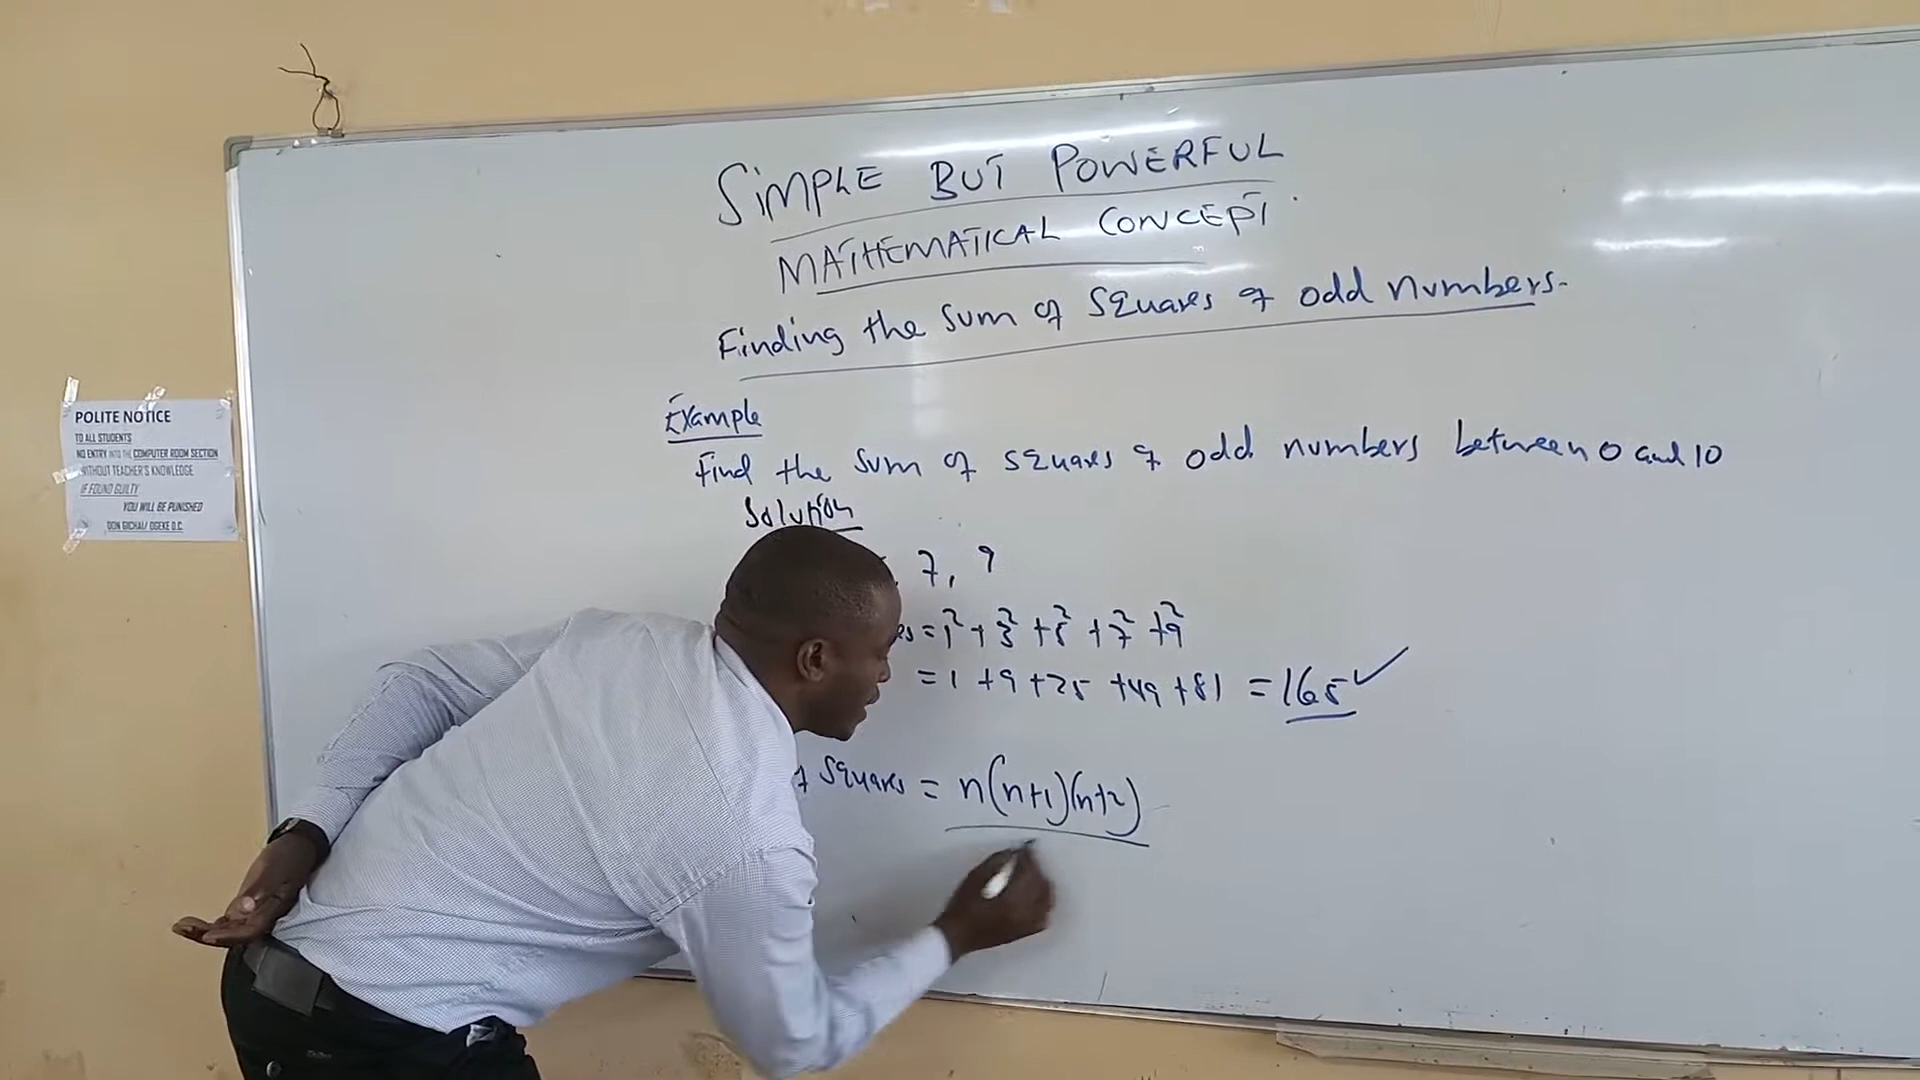 SIMPLE BUT POWERFUL
MATHEMATICAL CONCEPT.
Finding the sum of squares of odd numbers.
Example
Find the sum of squares of odd numbers between 0 and 10
Solution
7, 9
= 1² + 3² + 5² + 7² + 9²
= 1 + 9 + 25 + 49 + 81 = 165 ✓
squares = n(n+1)(n+2)
POLITE NOTICE
TO ALL STUDENTS
NO ENTRY INTO THE COMPUTER ROOM SECTION
WITHOUT TEACHER'S KNOWLEDGE
IF FOUND GUILTY
YOU WILL BE PUNISHED